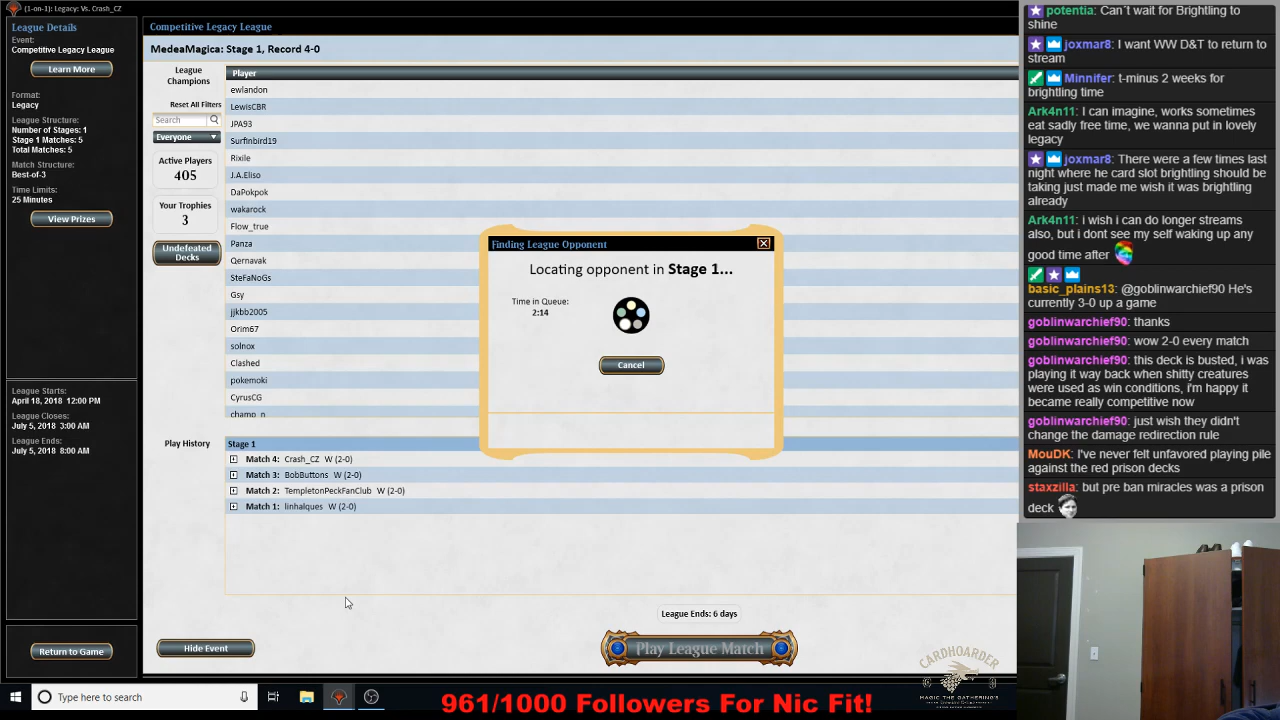 (1-on-1): Legacy: Vs. Crash_CZ
League Details
Event:
Competitive Legacy League
Learn More
Format:
Legacy
League Structure:
Number of Stages: 1
Stage 1 Matches: 5
Total Matches: 5
Match Structure:
Best-of-3
Time Limits:
25 Minutes
View Prizes
League Starts:
April 18, 2018 12:00 PM
League Closes:
July 5, 2018 3:00 AM
League Ends:
July 5, 2018 8:00 AM
Return to Game
Competitive Legacy League
MedeaMagica: Stage 1, Record 4-0
League
Champions
Reset All Filters
Search
Everyone
Active Players
405
Your Trophies
3
Undefeated
Decks
Player
ewlandon
LewisCBR
JPA93
Surfinbird19
Rixile
J.A.Eliso
DaPokpok
wakarock
Flow_true
Panza
Qernavak
SteFaNoGs
Gsy
jjkbb2005
Orim67
solnox
Clashed
pokemoki
CyrusCG
champ_n
Finding League Opponent
Locating opponent in Stage 1...
Time in Queue:
2:14
Cancel
Play History
Stage 1
Match 4: Crash_CZ W (2-0)
Match 3: BobButtons W (2-0)
Match 2: TempletonPeckFanClub W (2-0)
Match 1: linhalques W (2-0)
League Ends: 6 days
Hide Event
Play League Match
CARDHOARDER
Type here to search
961/1000 Followers For Nic Fit!
potentia: Can´t wait for Brightling to
shine
joxmar8: I want WW D&T to return to
stream
Minnifer: t-minus 2 weeks for
brightling time
Ark4n11: I can imagine, works sometimes
eat sadly free time, we wanna put in lovely
legacy
joxmar8: There were a few times last
night where he card slot brightling should be
taking just made me wish it was brightling
already
Ark4n11: i wish i can do longer streams
also, but i dont see my self waking up any
good time after
basic_plains13: @goblinwarchief90 He's
currently 3-0 up a game
goblinwarchief90: thanks
goblinwarchief90: wow 2-0 every match
goblinwarchief90: this deck is busted, i was
playing it way back when shitty creatures
were used as win conditions, i'm happy it
became really competitive now
goblinwarchief90: just wish they didn't
change the damage redirection rule
MouDK: I've never felt unfavored playing pile
against the red prison decks
staxzilla: but pre ban miracles was a prison
deck